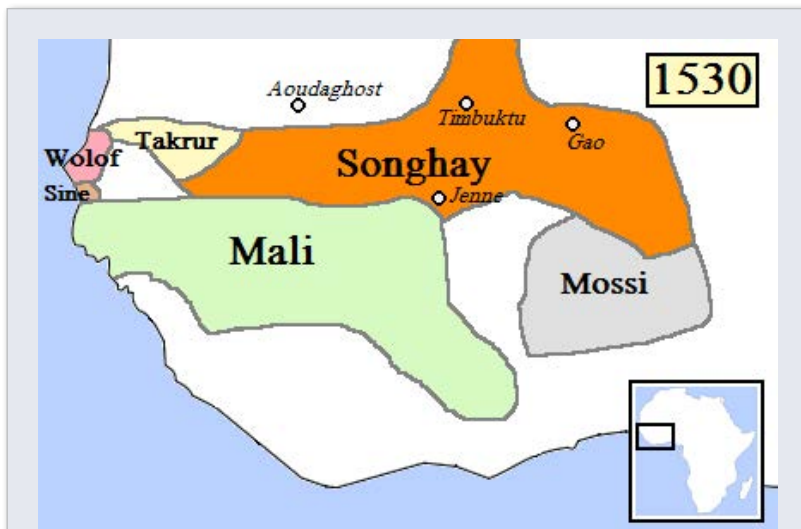 1530
Aoudaghost
Timbuktu
Gao
Takrur
Wolof
Songhay
Sine
Jenne
Mali
Mossi